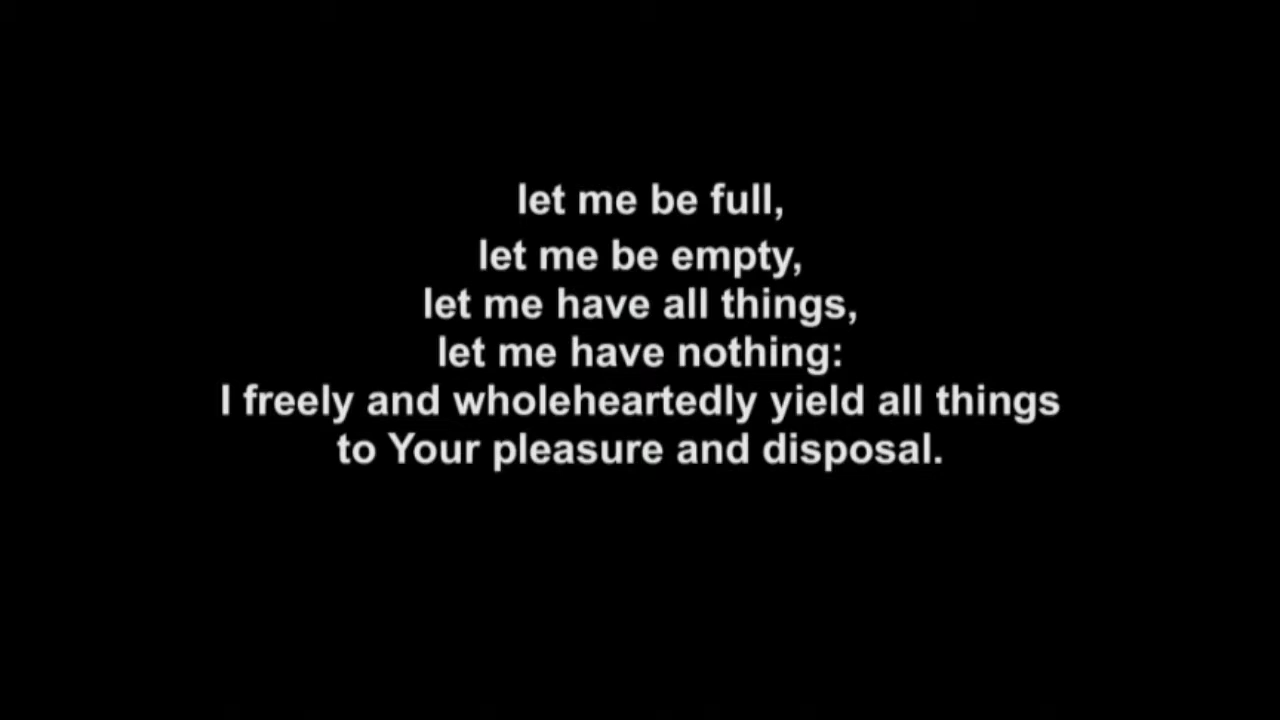 let me be full,
let me be empty,
let me have all things,
let me have nothing:
I freely and wholeheartedly yield all things
to Your pleasure and disposal.